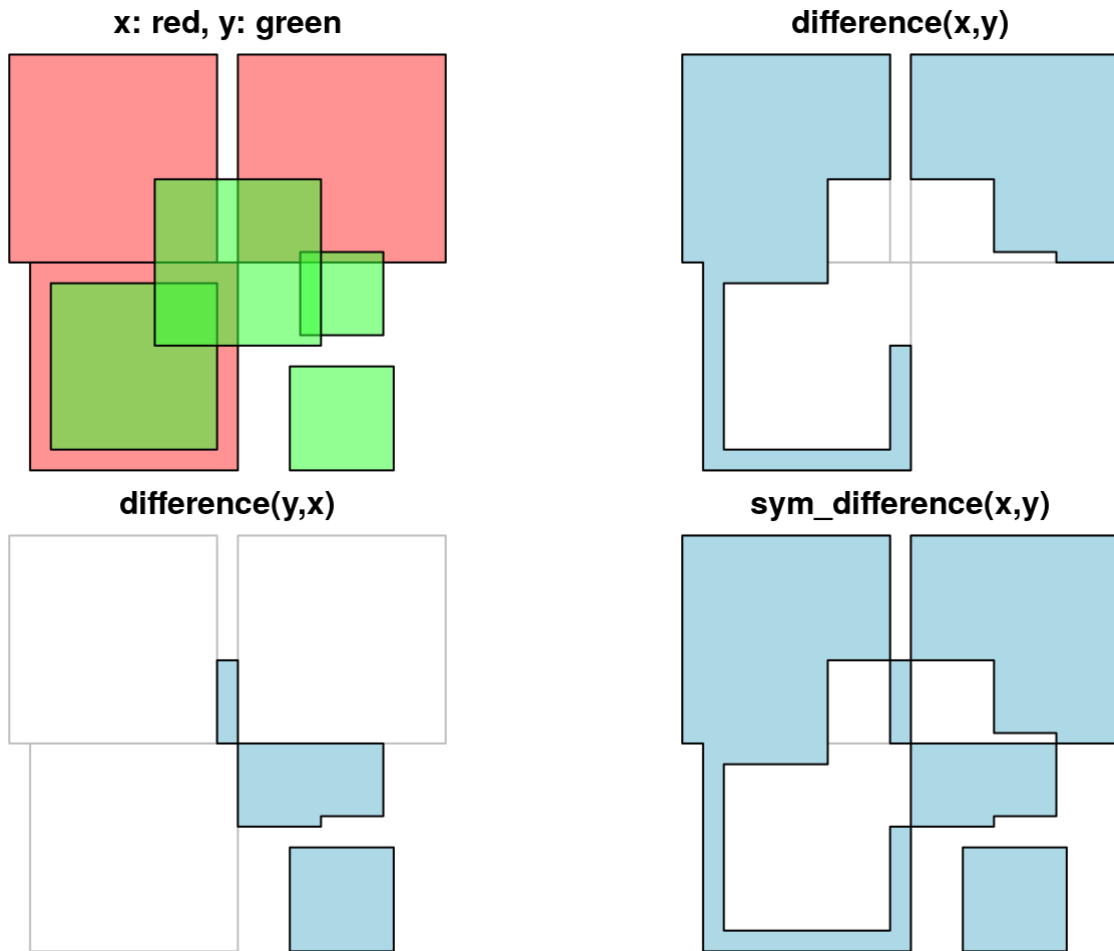 x: red, y: green
difference(x,y)
difference(y,x)
sym_difference(x,y)